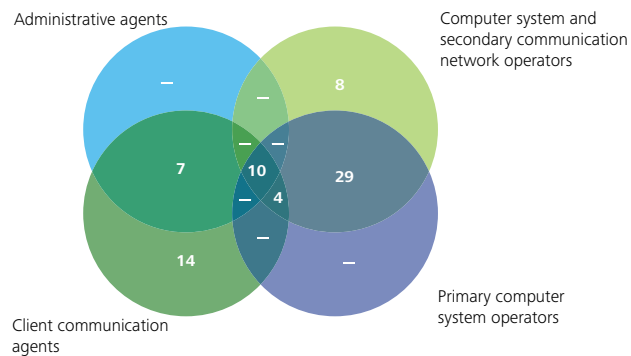 Administrative agents
Computer system and
secondary communication
network operators
–
–
8
–
–
7
10
29
–
4
–
14
–
Primary computer
system operators
Client communication
agents